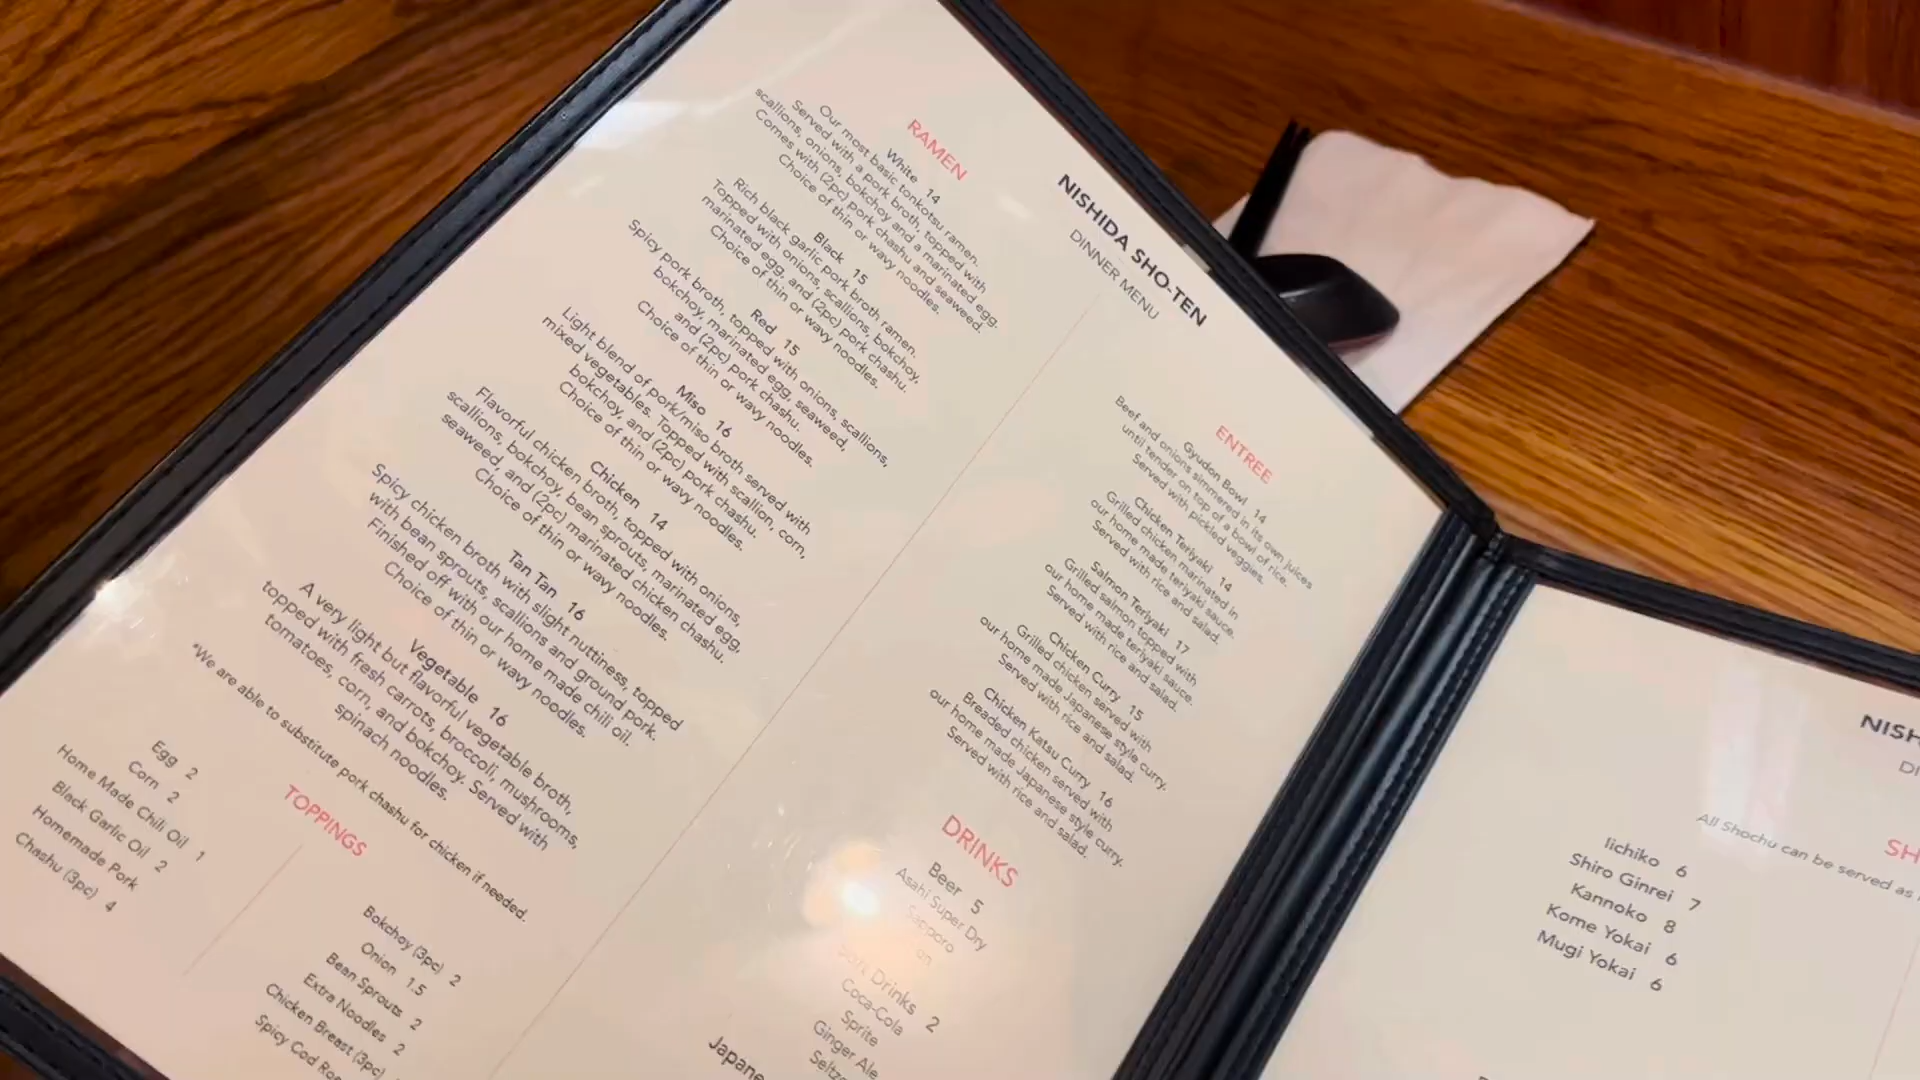 NISHIDA SHO-TEN
DINNER MENU
RAMEN
White 14
Our most basic tonkotsu ramen.
Served with a pork broth, topped with
scallions, onions, bokchoy and a marinated egg.
Comes with (2pc) pork chashu and seaweed.
Choice of thin or wavy noodles.
Black 15
Rich black garlic pork broth ramen.
Topped with onions, scallions, bokchoy,
marinated egg, and (2pc) pork chashu.
Choice of thin or wavy noodles.
Red 15
Spicy pork broth, topped with onions, scallions,
bokchoy, marinated egg, seaweed,
and (2pc) pork chashu.
Choice of thin or wavy noodles.
Miso 16
Light blend of pork/miso broth served with
mixed vegetables. Topped with scallion, corn,
bokchoy, and (2pc) pork chashu.
Choice of thin or wavy noodles.
Chicken 14
Flavorful chicken broth, topped with onions,
scallions, bokchoy, bean sprouts, marinated egg,
seaweed, and (2pc) marinated chicken chashu.
Choice of thin or wavy noodles.
Tan Tan 16
Spicy chicken broth with slight nuttiness, topped
with bean sprouts, scallions and ground pork.
Finished off with our home made chili oil.
Choice of thin or wavy noodles.
Vegetable 16
A very light but flavorful vegetable broth,
topped with fresh carrots, broccoli, mushrooms,
tomatoes, corn, and bokchoy. Served with
spinach noodles.
*We are able to substitute pork chashu for chicken if needed.
TOPPINGS
Egg 2
Corn 2
Home Made Chili Oil 1
Black Garlic Oil 2
Homemade Pork
Chashu (3pc) 4
Bokchoy (3pc) 2
Onion 1.5
Bean Sprouts 2
Extra Noodles 2
Chicken Breast (3pc)
Spicy Cod
ENTREE
Gyudon Bowl 14
Beef and onions simmered in its own juices
until tender on top of a bowl of rice.
Served with pickled veggies.
Chicken Teriyaki 14
Grilled chicken marinated in
our home made teriyaki sauce.
Served with rice and salad.
Salmon Teriyaki 17
Grilled salmon topped with
our home made teriyaki sauce.
Served with rice and salad.
Chicken Curry 15
Grilled chicken served with
our home made Japanese style curry.
Served with rice and salad.
Chicken Katsu Curry 16
Breaded chicken served with
our home made Japanese style curry.
Served with rice and salad.
DRINKS
Beer 5
Asahi Super Dry
Sapporo
Soft Drinks 2
Coca-Cola
Sprite
Ginger Ale
All Shochu can be served as
Iichiko 6
Shiro Ginrei 7
Kannoko 8
Kome Yokai 6
Mugi Yokai 6